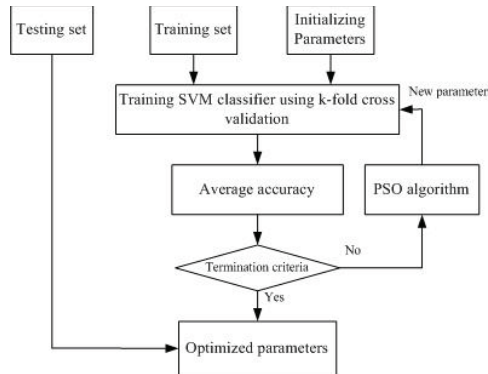 Testing set
Training set
Initializing
Parameters
New parameter
Training SVM classifier using k-fold cross
validation
Average accuracy
PSO algorithm
No
Termination criteria
Yes
Optimized parameters